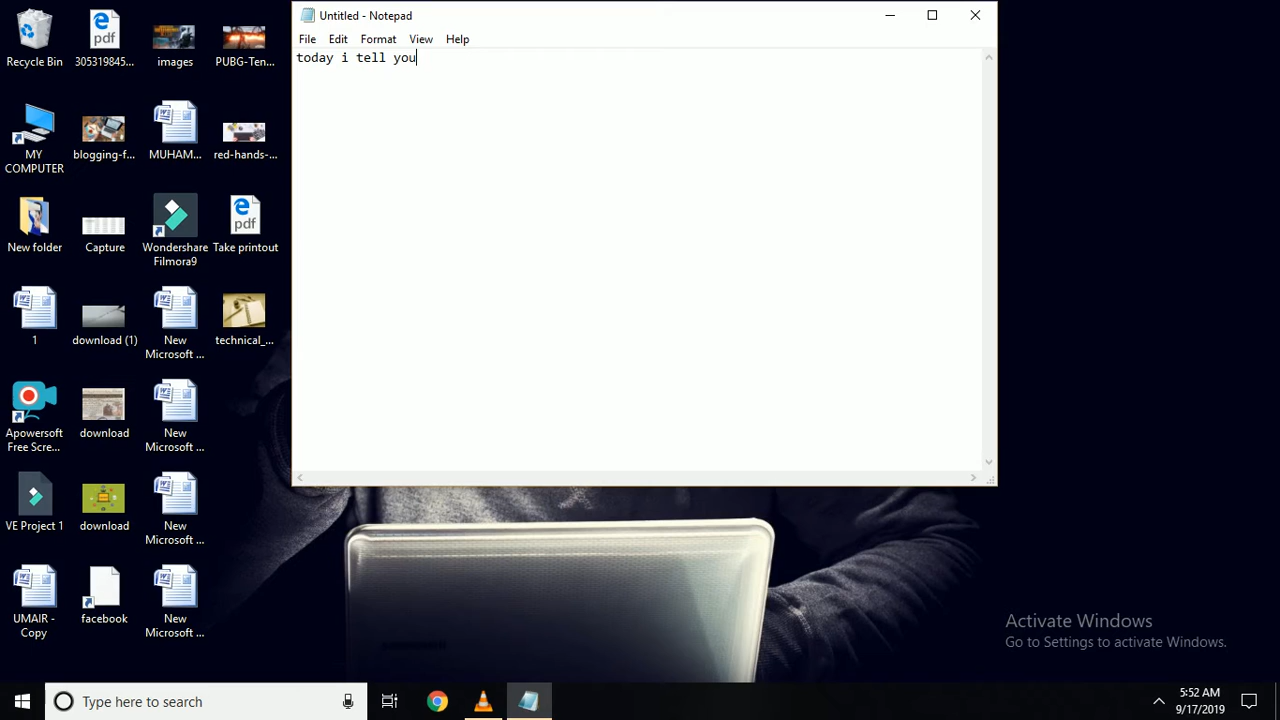 Untitled - Notepad
File Edit Format View Help
today i tell you
Recycle Bin
305319845...
images
PUBG-Ten...
MY
COMPUTER
blogging-f...
MUHAM...
red-hands-...
New folder
Capture
Wondershare
Filmora9
Take printout
1
download (1)
New
Microsoft ...
technical_...
Apowersoft
Free Scre...
download
New
Microsoft ...
VE Project 1
download
New
Microsoft ...
UMAIR -
Copy
facebook
New
Microsoft ...
pdf
pdf
Activate Windows
Go to Settings to activate Windows.
Type here to search
5:52 AM
9/17/2019